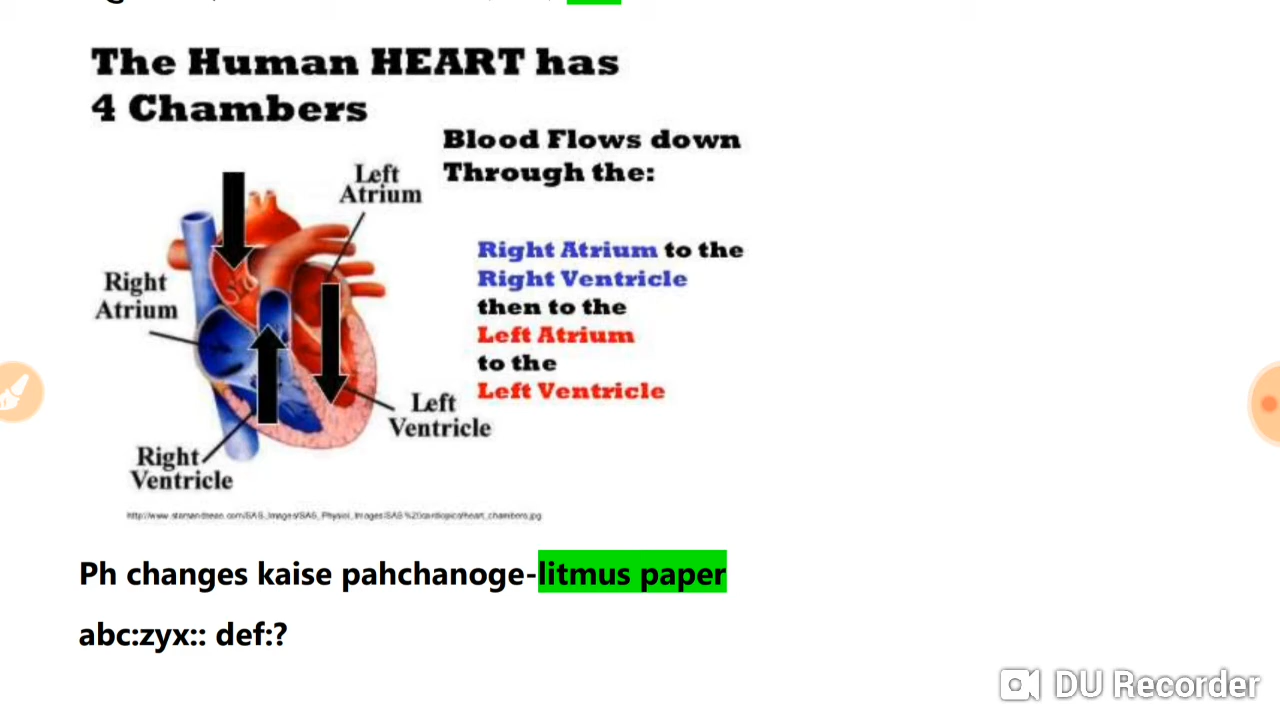 The Human HEART has
4 Chambers
Blood Flows down
Through the:
Left
Atrium
Right Atrium to the
Right Ventricle
then to the
Left Atrium
to the
Left Ventricle
Right
Atrium
Left
Ventricle
Right
Ventricle
Ph changes kaise pahchanoge-litmus paper
abc:zyx:: def:?
DU Recorder